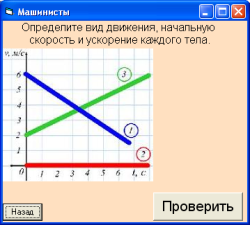 Машинисты
Определите вид движения, начальную
скорость и ускорение каждого тела.
v, м/с
6
5
4
3
2
1
0
1 2 3 4 5 6 t, c
3
1
2
Назад
Проверить